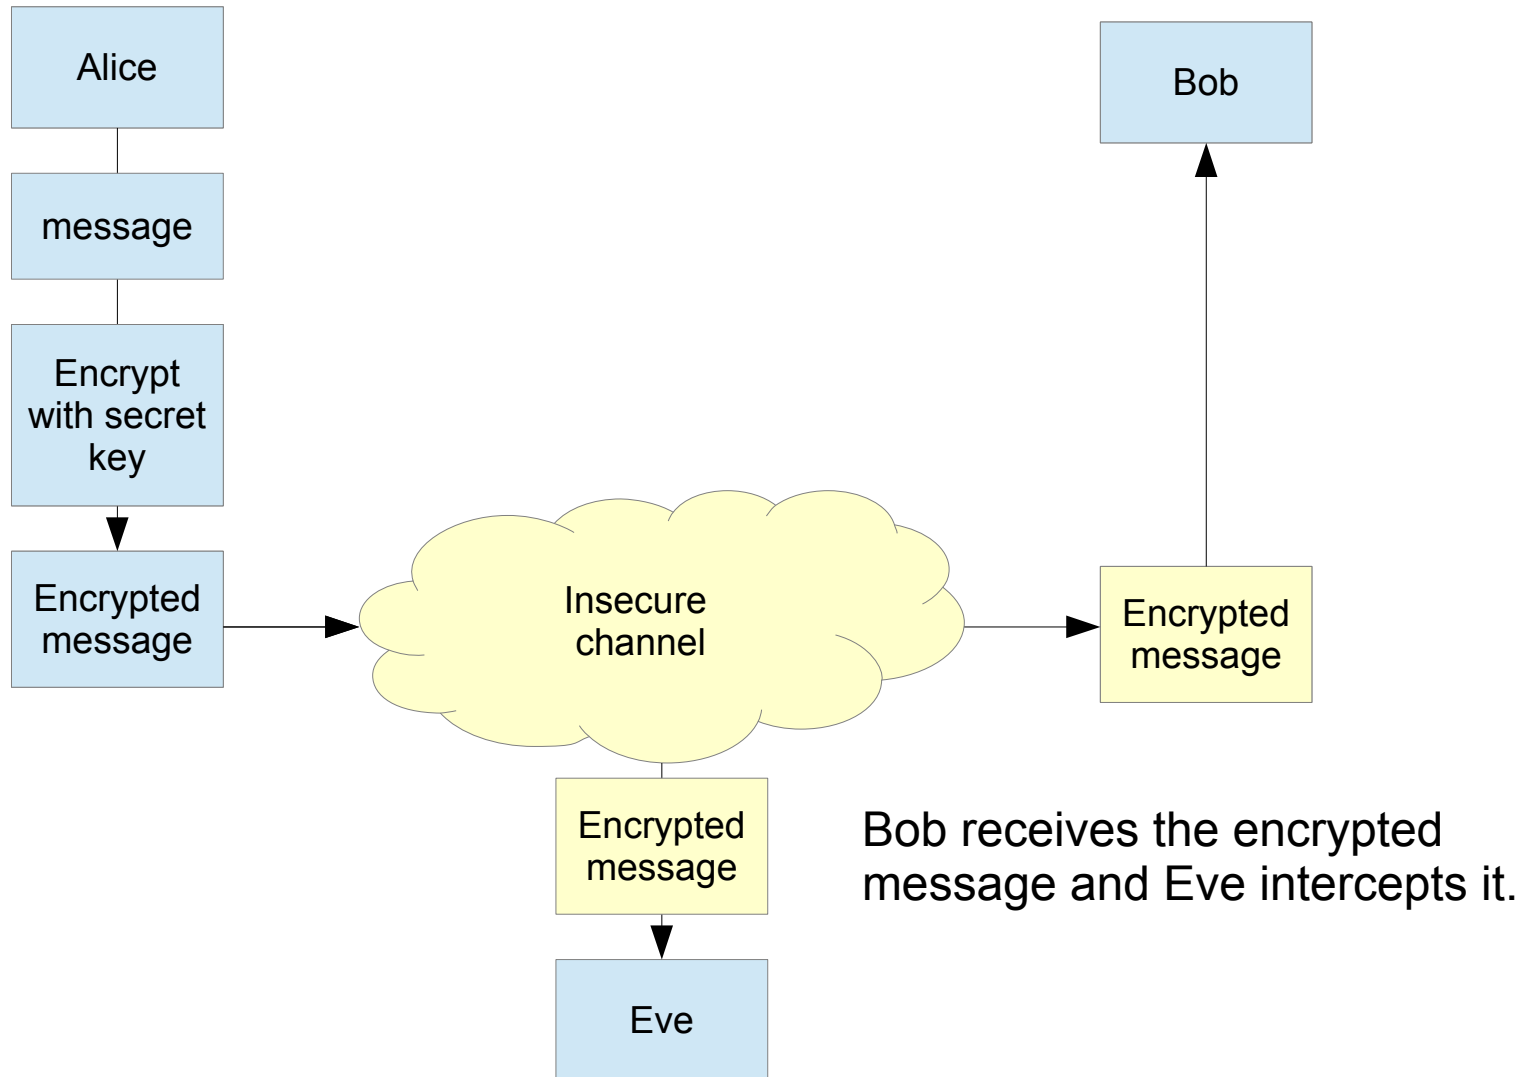 Alice
Bob
message
Encrypt
with secret
key
Encrypted
message
Insecure
channel
Encrypted
message
Encrypted
message
Bob receives the encrypted
message and Eve intercepts it.
Eve